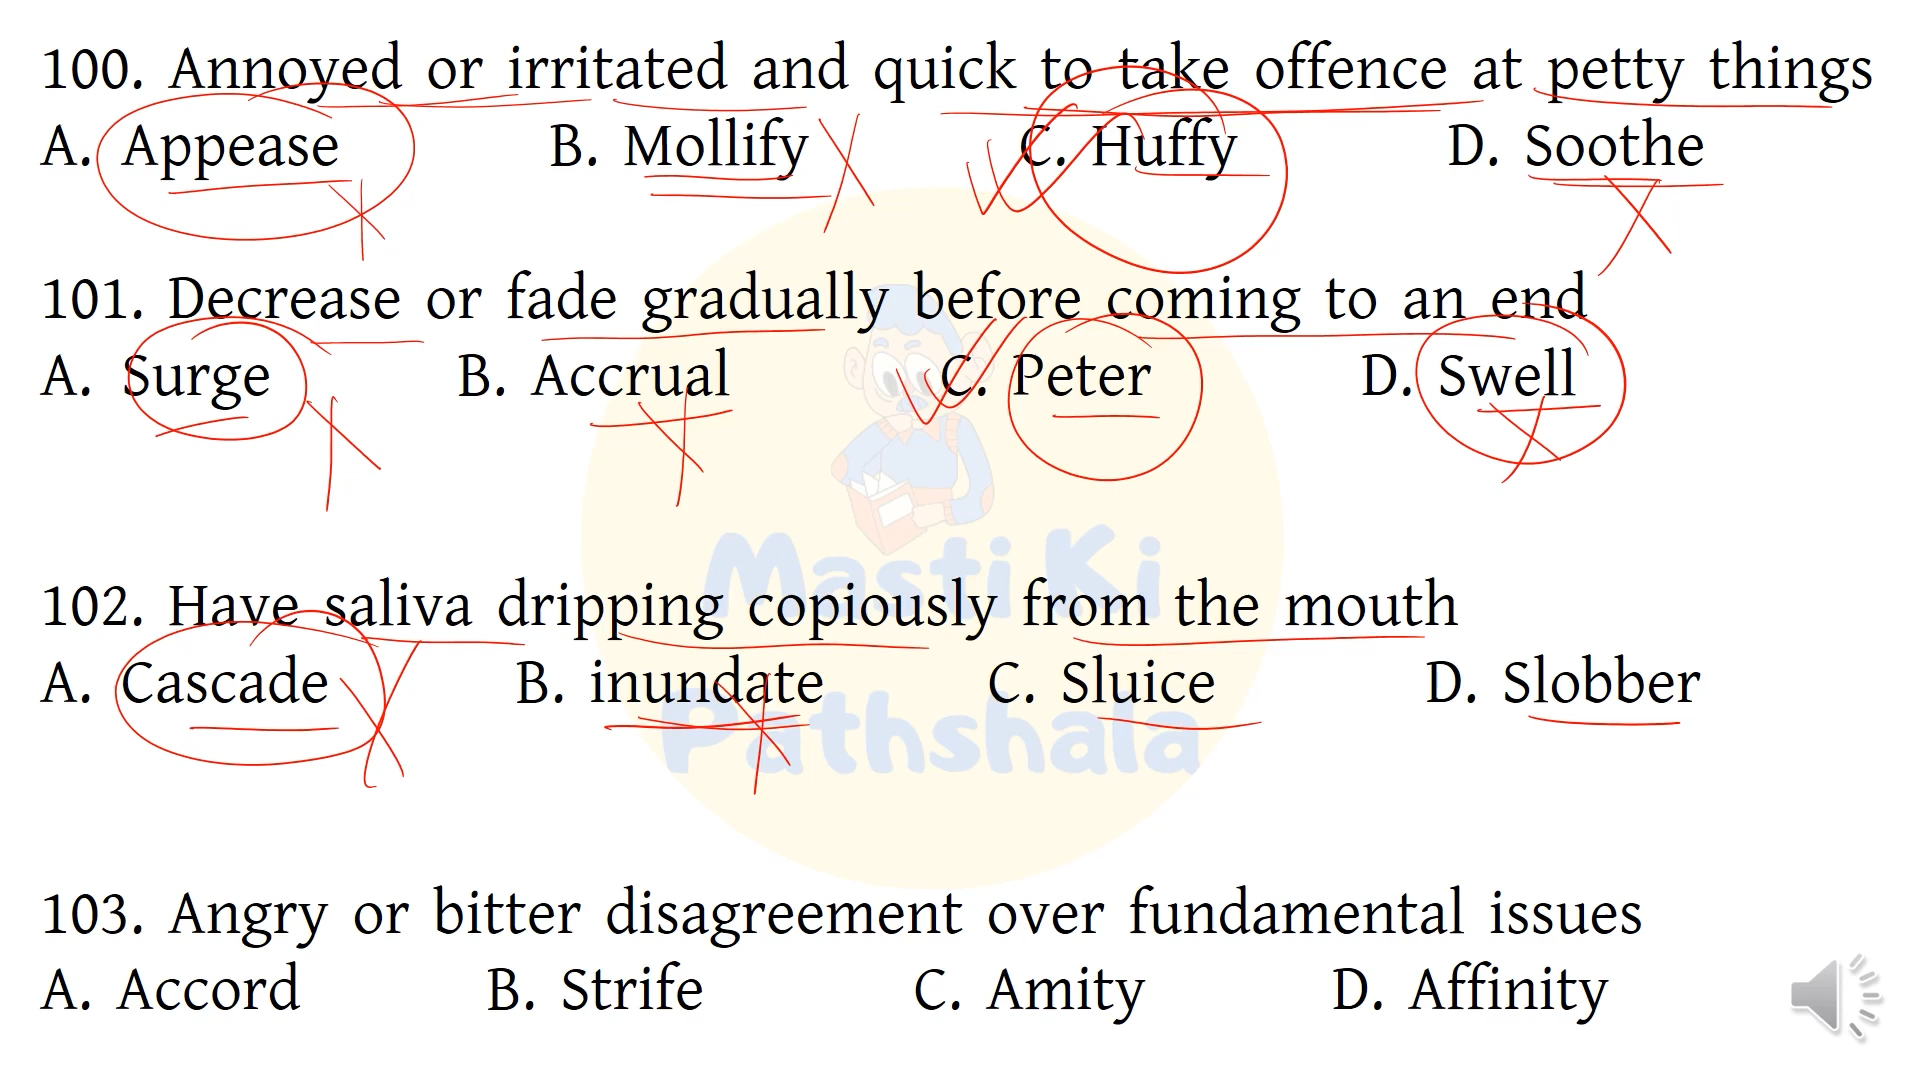 100. Annoyed or irritated and quick to take offence at petty things
A. Appease B. Mollify C. Huffy D. Soothe
101. Decrease or fade gradually before coming to an end
A. Surge B. Accrual C. Peter D. Swell
Masti Ki
102. Have saliva dripping copiously from the mouth
A. Cascade B. inundate C. Sluice D. Slobber
Pathshala
103. Angry or bitter disagreement over fundamental issues
A. Accord B. Strife C. Amity D. Affinity